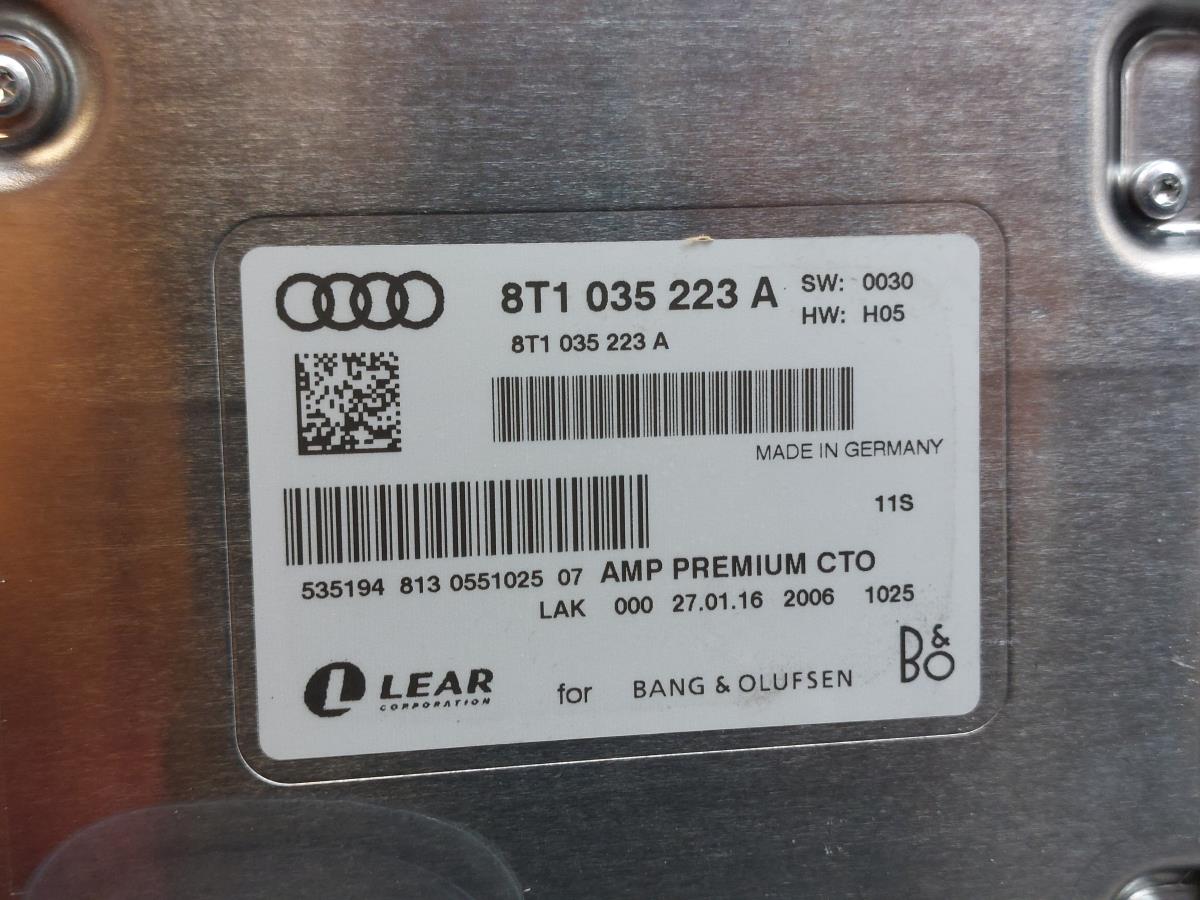 8T1 035 223 A SW: 0030
HW: H05
8T1 035 223 A
MADE IN GERMANY
11S
535194 813 0551025 07 AMP PREMIUM CTO
LAK 000 27.01.16 2006 1025
LEAR
CORPORATION
for BANG & OLUFSEN B&O